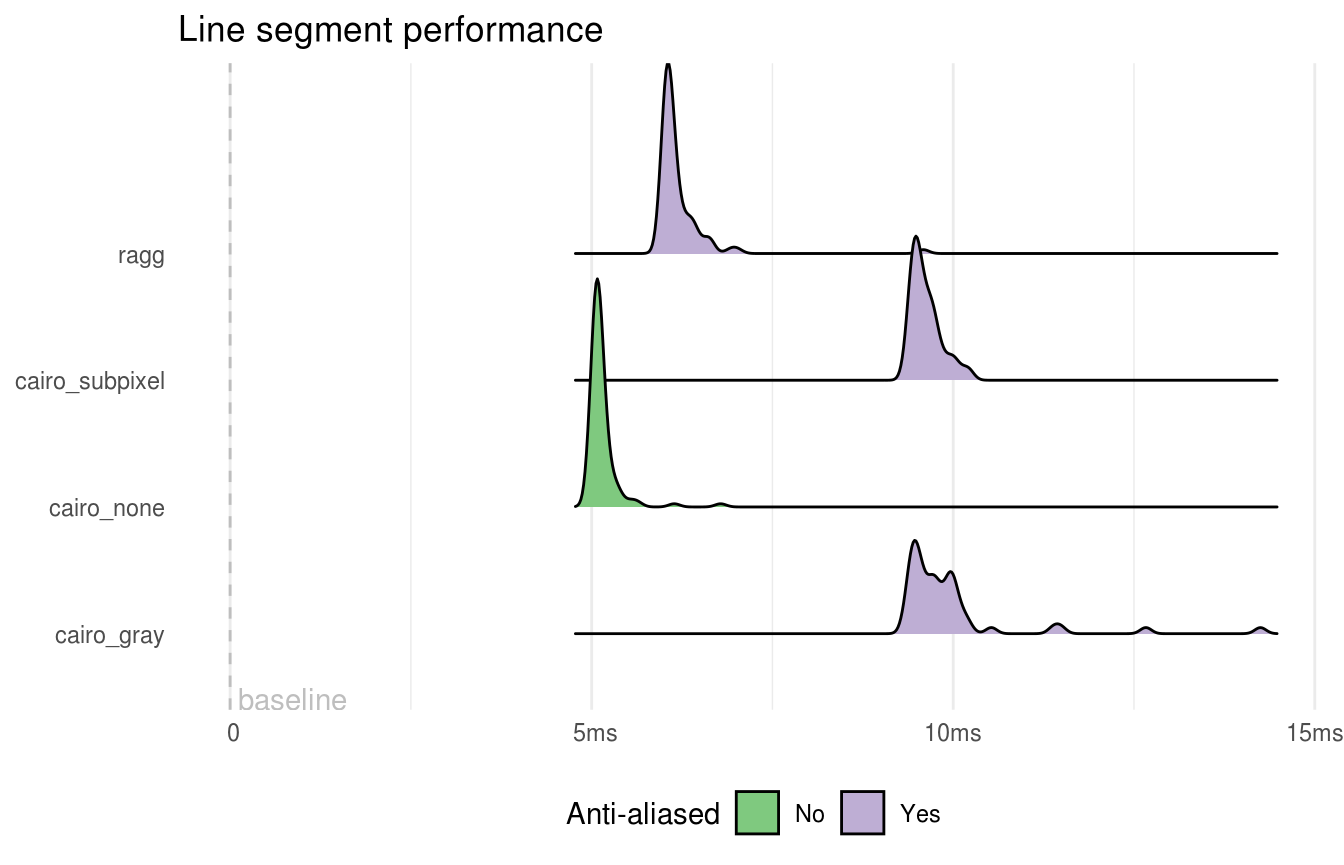 Line segment performance
ragg
cairo_subpixel
cairo_none
cairo_gray
baseline
0 5ms 10ms 15ms
Anti-aliased No Yes